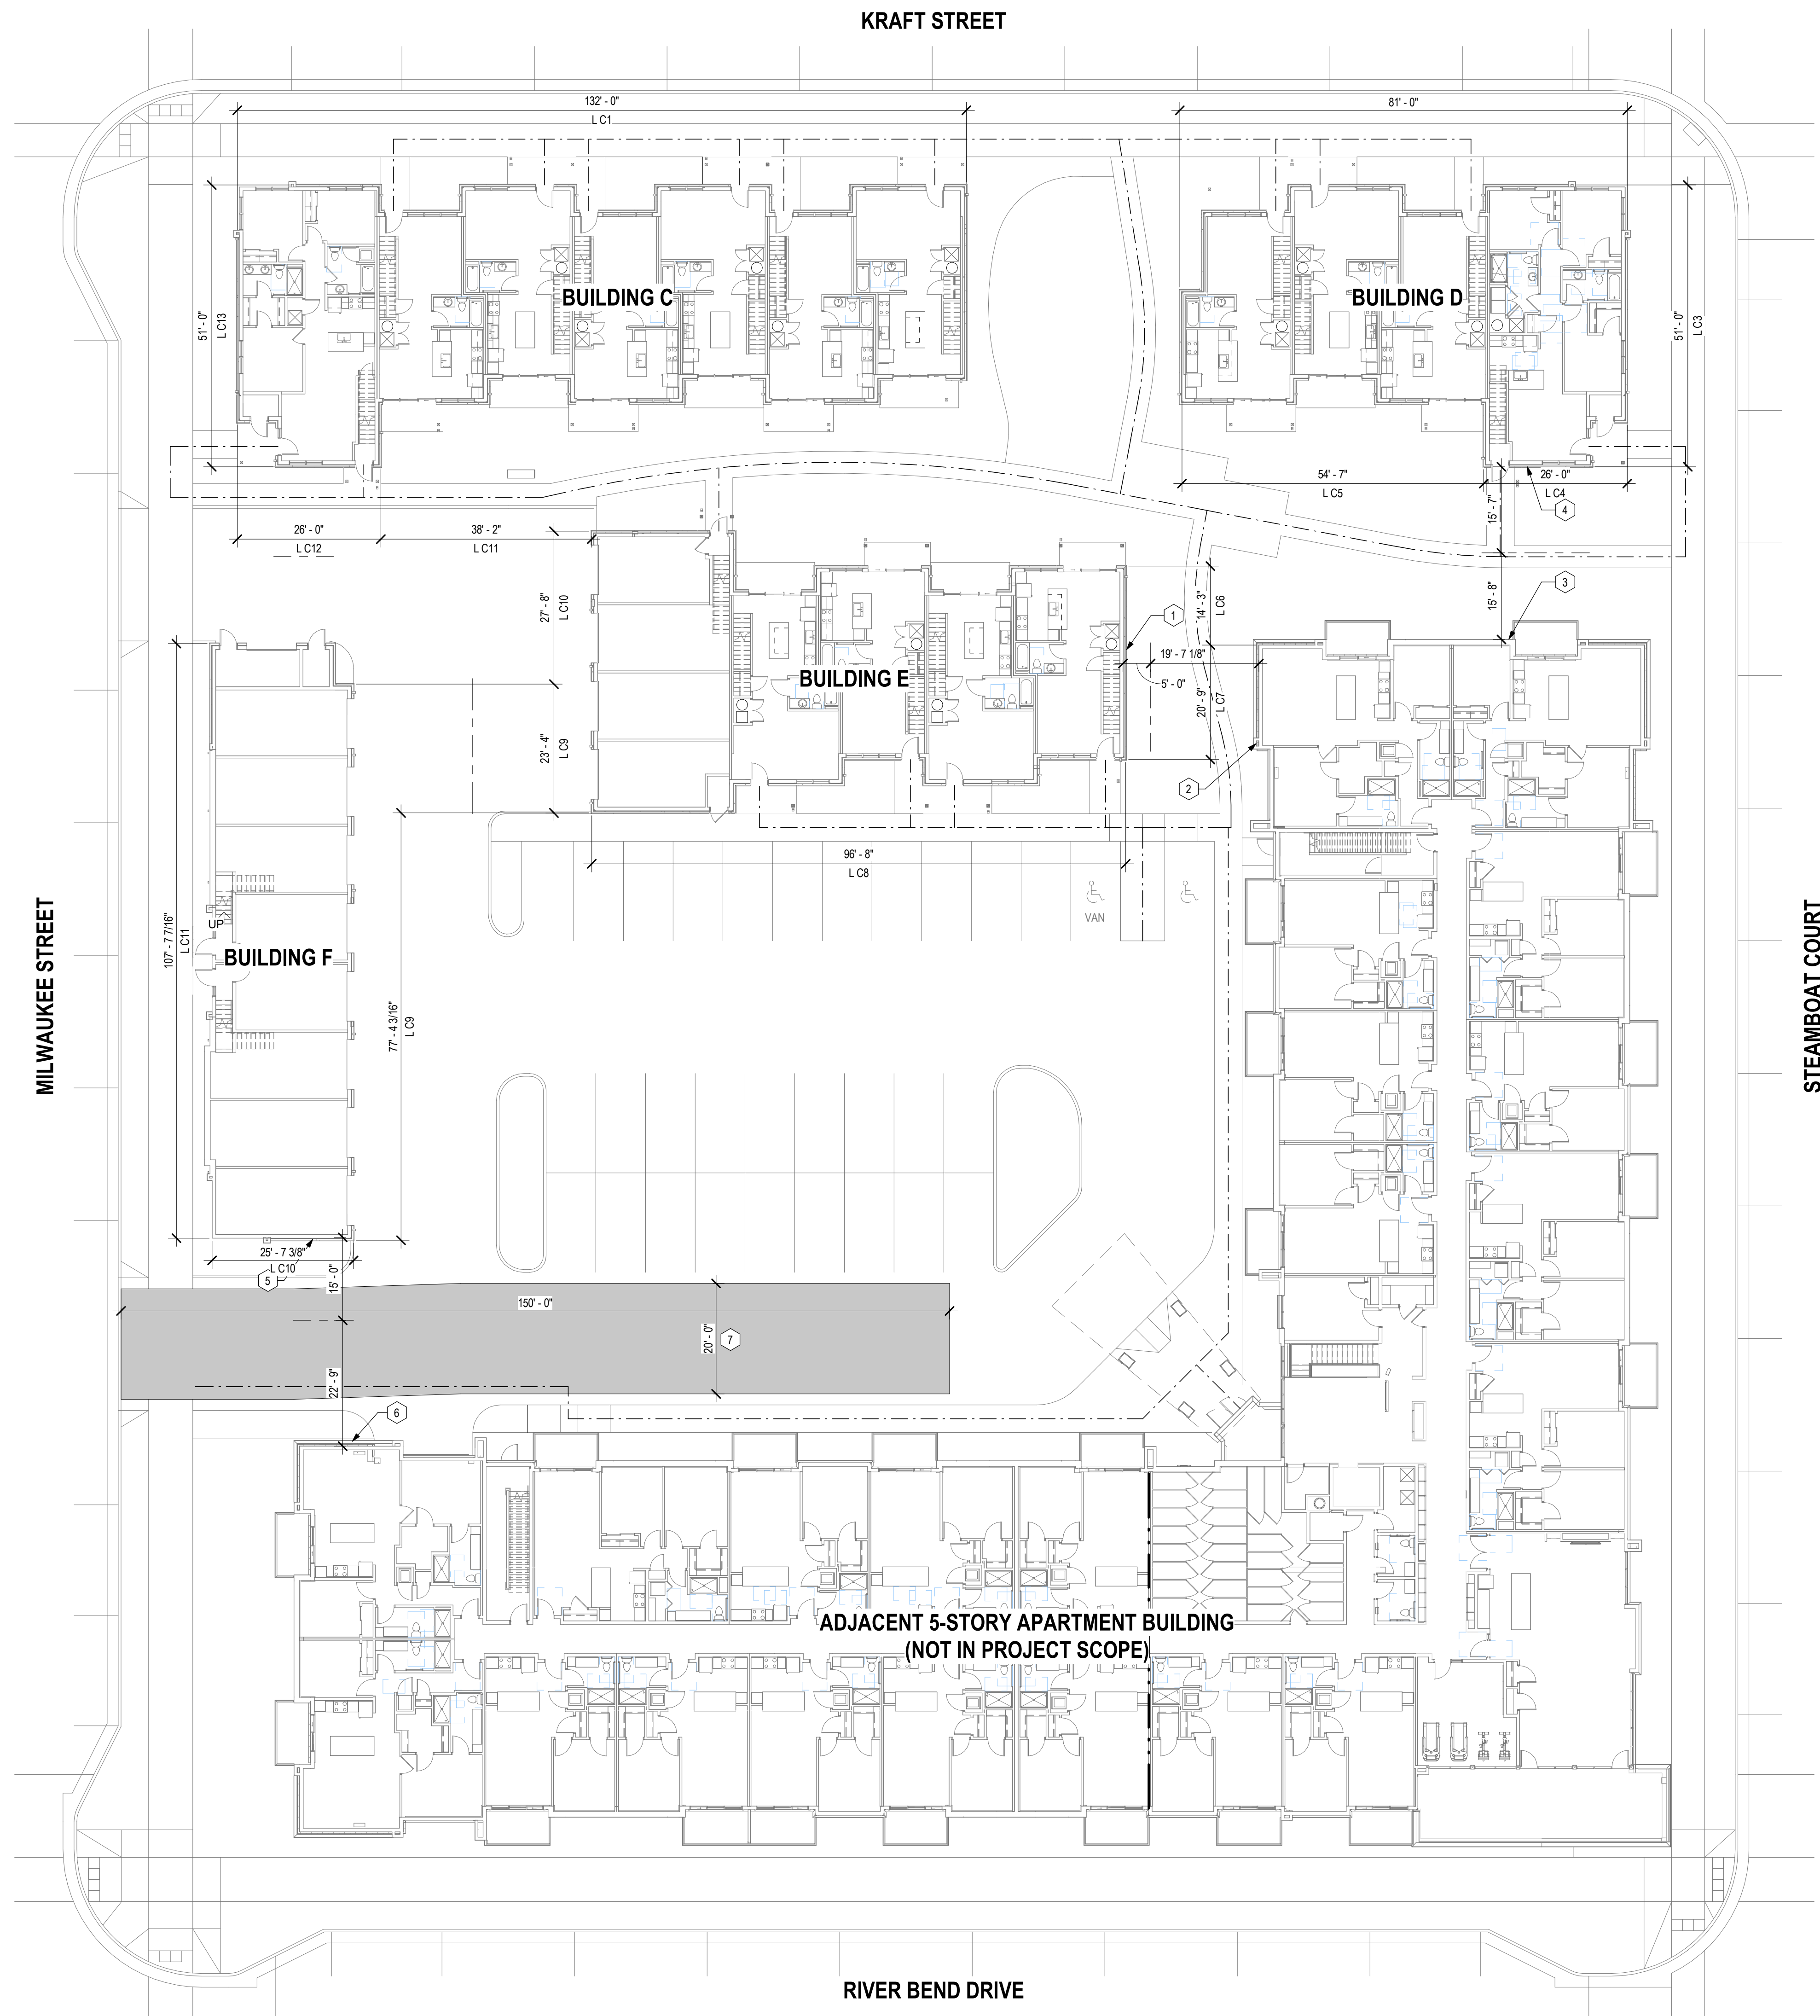 KRAFT STREET
132' - 0"
L C1
81' - 0"
51' - 0"
L C13
BUILDING C
BUILDING D
51' - 0"
L C3
54' - 7"
L C5
26' - 0"
L C4
4
15' - 7"
26' - 0"
L C12
38' - 2"
L C11
27' - 8"
L C10
14' - 3"
L C6
3
15' - 8"
1
19' - 7 1/8"
5' - 0"
BUILDING E
20' - 9"
L C7
23' - 4"
L C9
2
96' - 8"
L C8
VAN
MILWAUKEE STREET
107' - 7 7/16"
L C11
UP
BUILDING F
77' - 4 3/16"
L C9
STEAMBOAT COURT
25' - 7 3/8"
L C10
5
15' - 0"
150' - 0"
20' - 0"
7
22' - 9"
6
ADJACENT 5-STORY APARTMENT BUILDING
(NOT IN PROJECT SCOPE)
RIVER BEND DRIVE